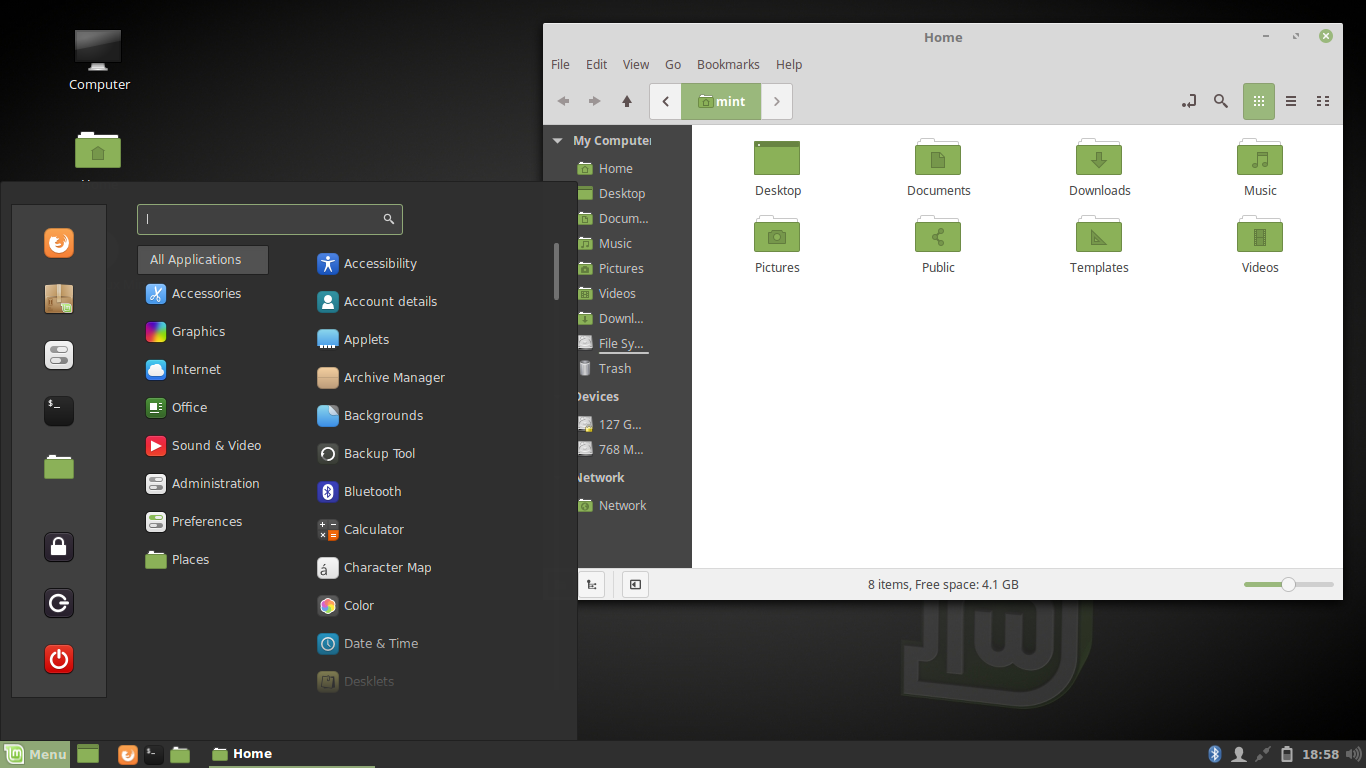 Computer
Home
File Edit View Go Bookmarks Help
mint
My Computer
Home
Desktop
Docum...
Music
Pictures
Videos
Downl...
File Sy...
Trash
Devices
127 G...
768 M...
Network
Network
Desktop Documents Downloads Music
Pictures Public Templates Videos
8 items, Free space: 4.1 GB
All Applications
Accessories
Graphics
Internet
Office
Sound & Video
Administration
Preferences
Places
Accessibility
Account details
Applets
Archive Manager
Backgrounds
Backup Tool
Bluetooth
Calculator
á Character Map
Color
Date & Time
Desklets
Menu
Home
18:58